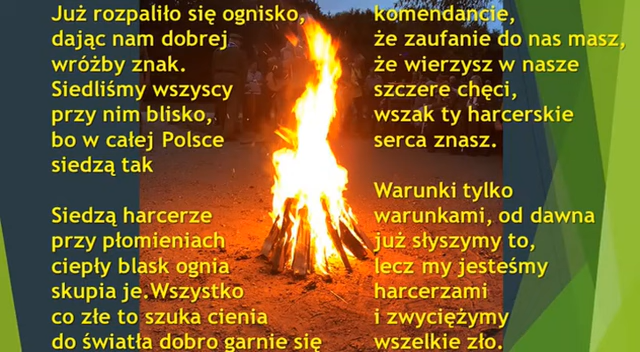 Już rozpaliło się ognisko,
dając nam dobrej
wróżby znak.
Siedliśmy wszyscy
przy nim blisko,
bo w całej Polsce
siedzą tak
Siedzą harcerze
przy płomieniach
ciepły blask ognia
skupia je.Wszystko
co złe to szuka cienia
do światła dobro garnie się
komendancie,
że zaufanie do nas masz,
że wierzysz w nasze
szczere chęci,
wszak ty harcerskie
serca znasz.
Warunki tylko
warunkami, od dawna
już słyszymy to,
lecz my jesteśmy
harcerzami
i zwyciężymy
wszelkie zło.